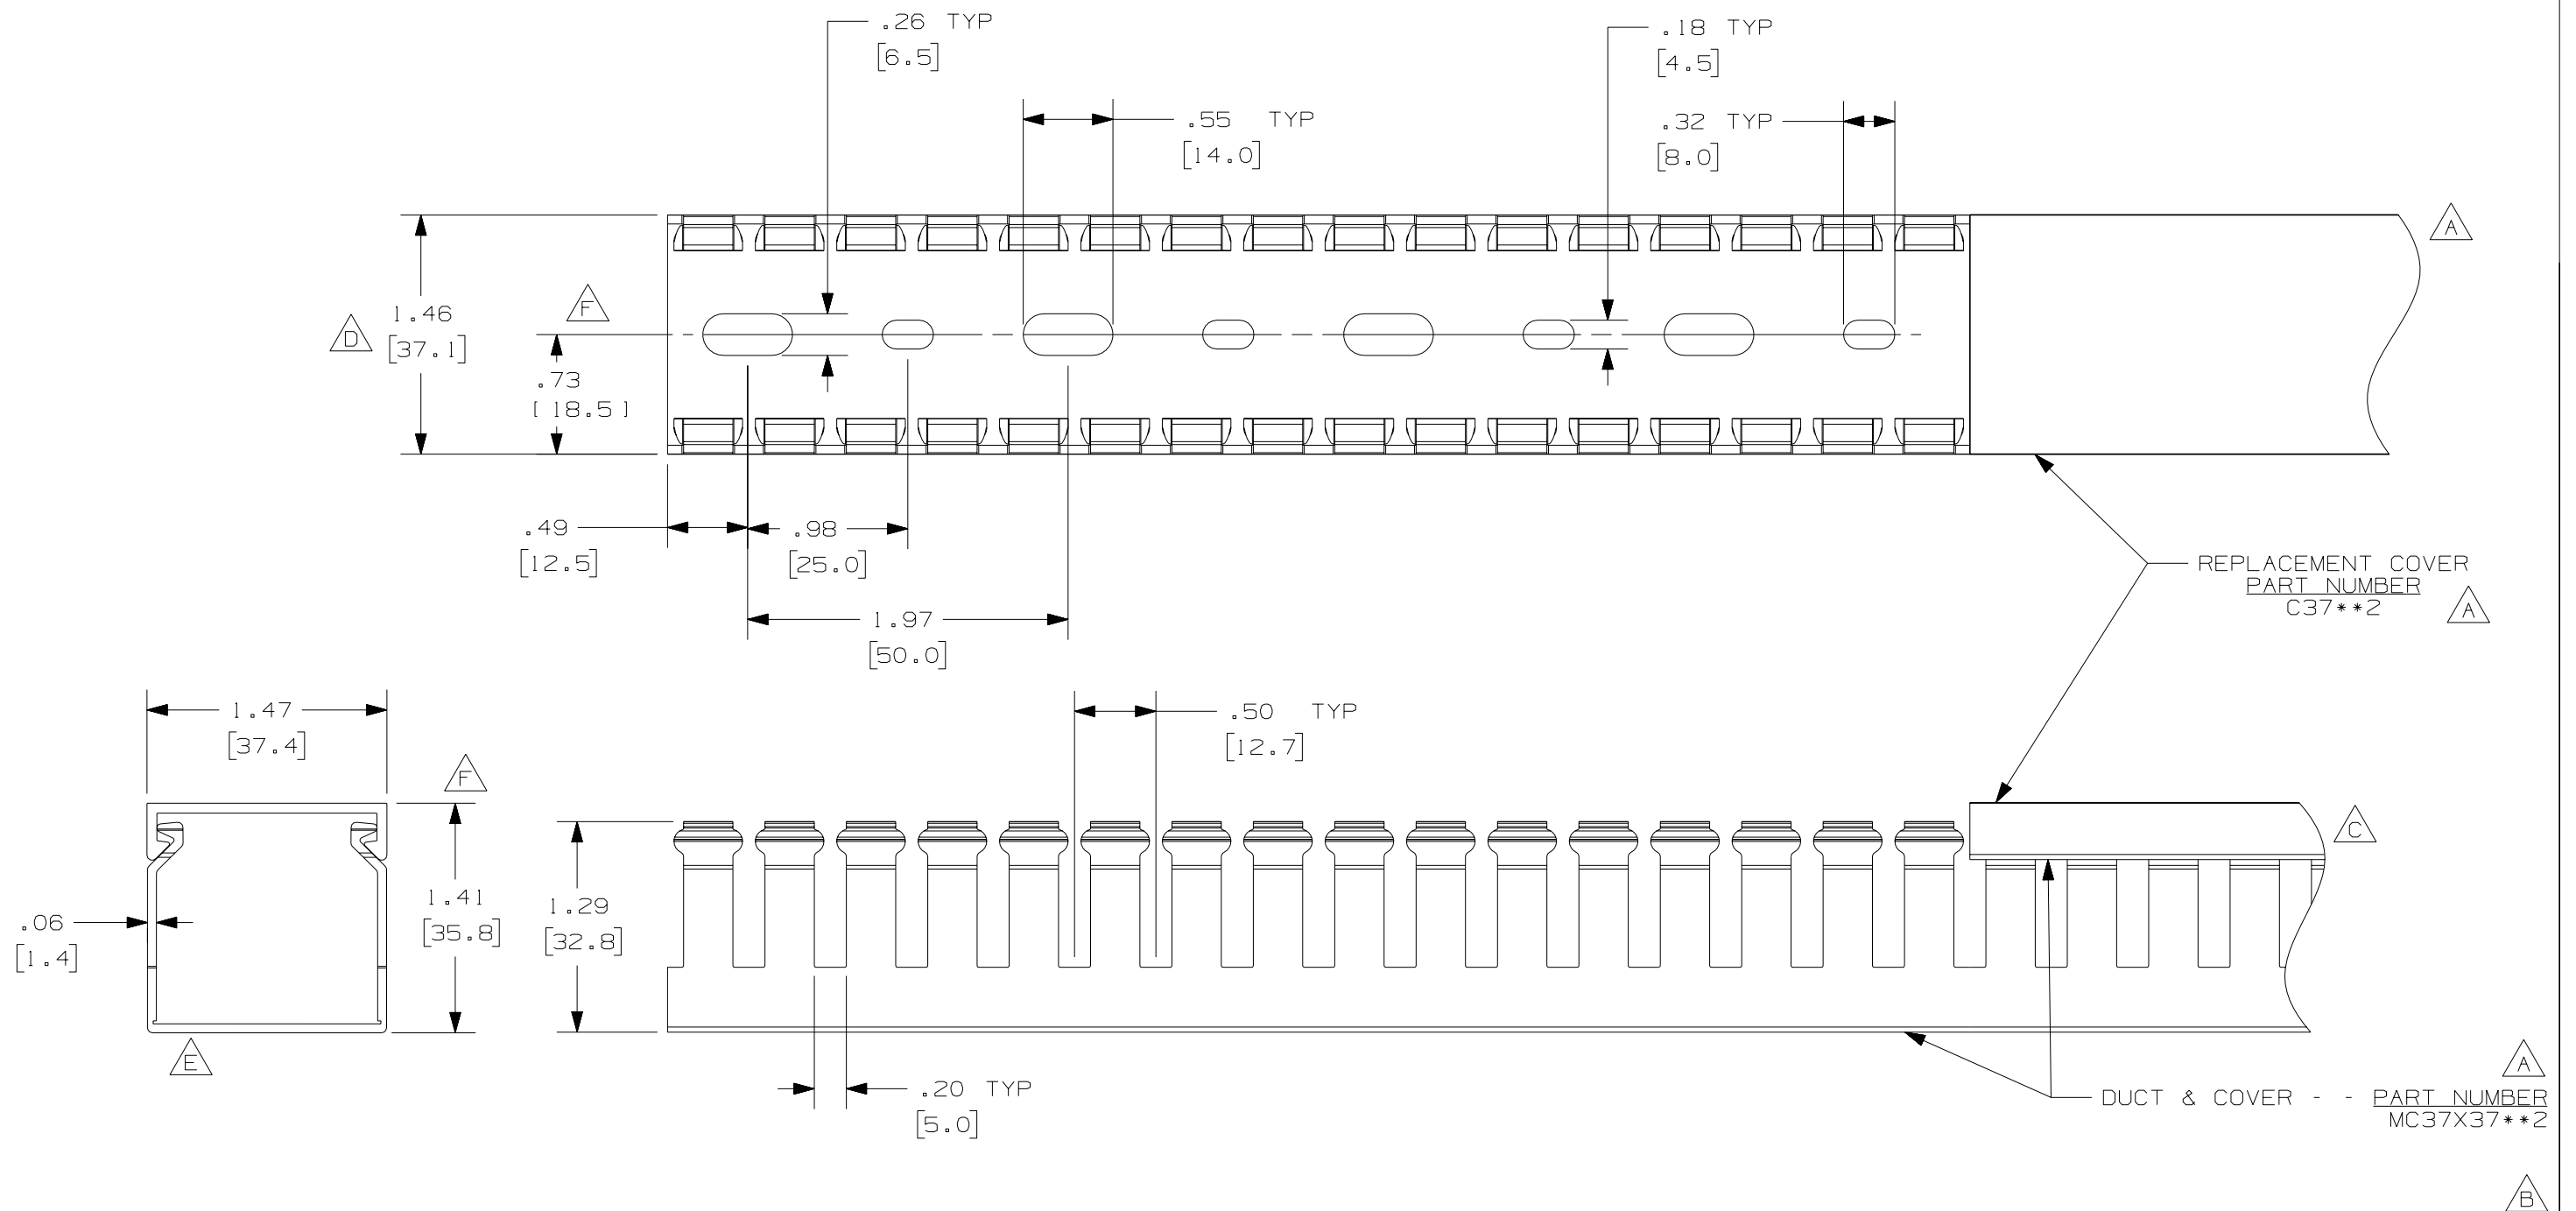 .26 TYP
[6.5]
.18 TYP
[4.5]
.55 TYP
[14.0]
.32 TYP
[8.0]
A
F
D
1.46
[37.1]
.73
[18.5]
.49
[12.5]
.98
[25.0]
1.97
[50.0]
REPLACEMENT COVER
PART NUMBER
C37**2
A
1.47
[37.4]
F
.50 TYP
[12.7]
C
1.41
[35.8]
1.29
[32.8]
.06
[1.4]
E
.20 TYP
[5.0]
A
DUCT & COVER - - PART NUMBER
MC37X37**2
B